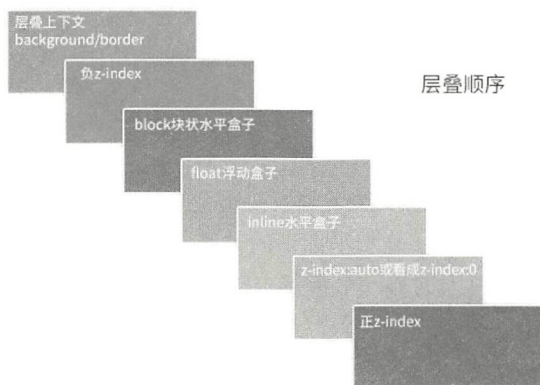 层叠上下文
background/border
负z-index
层叠顺序
block块状水平盒子
float浮动盒子
inline水平盒子
z-index:auto或看成z-index:0
正z-index